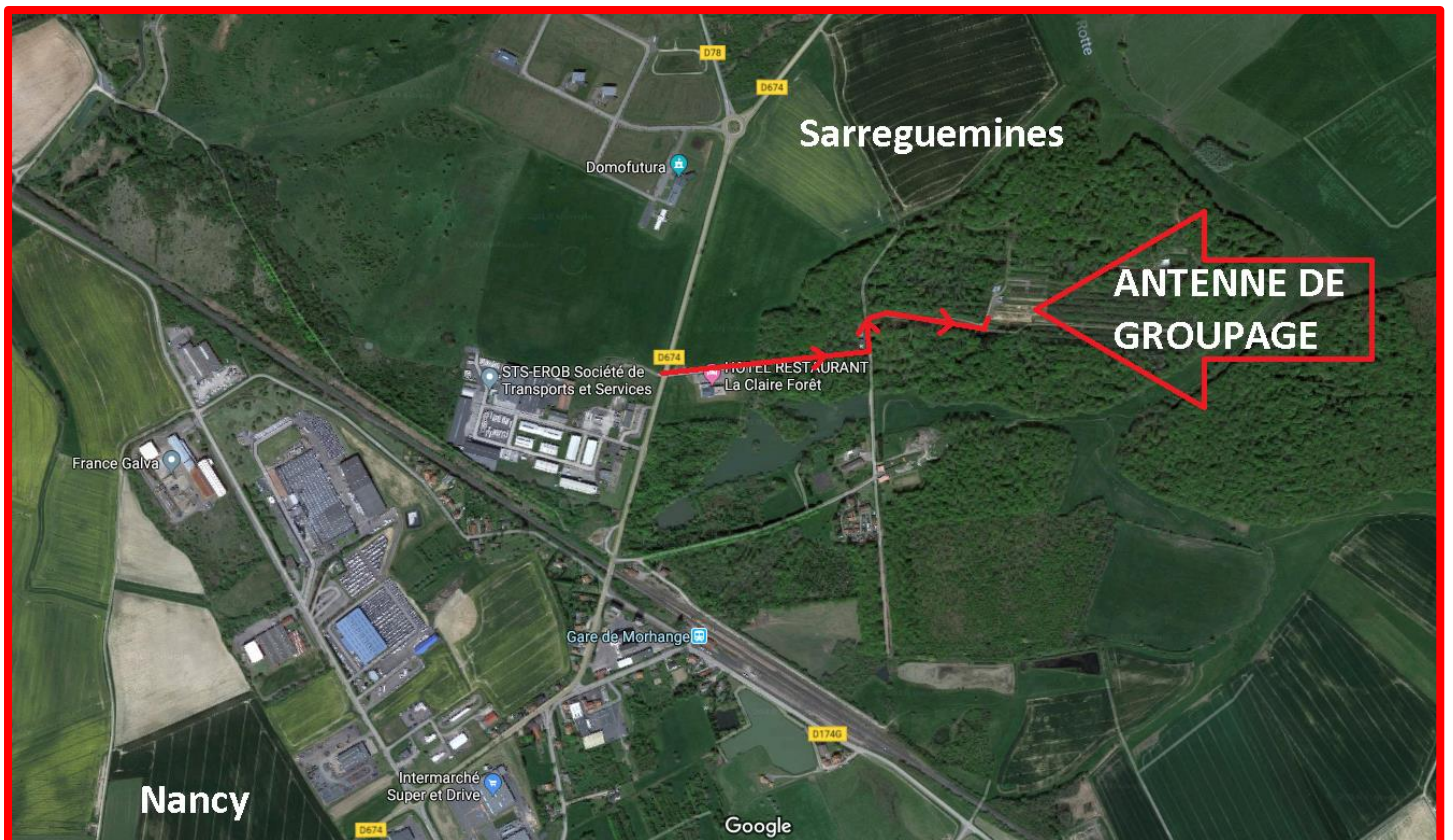 D78
D674
Rotte
Sarreguemines
Domofutura
ANTENNE DE
GROUPAGE
D674
HOTEL RESTAURANT
La Claire Forêt
STS-EROB Société de
Transports et Services
France Galva
Gare de Morhange
D174G
Intermarché
Super et Drive
Nancy
D674
Google